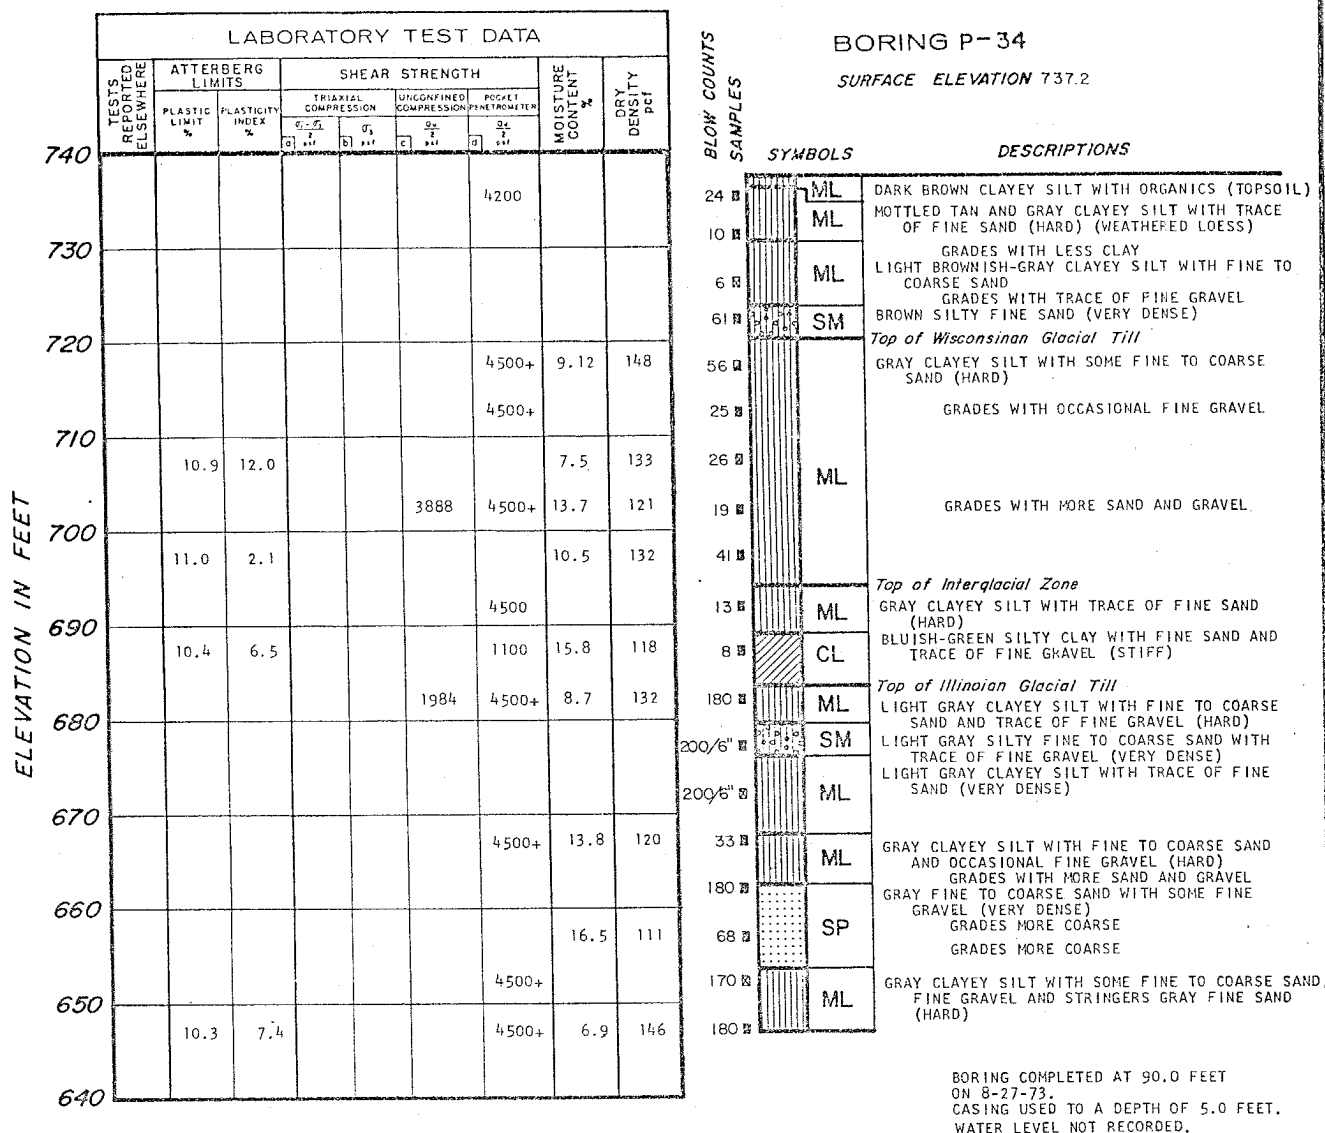 LABORATORY TEST DATA
TESTS REPORTED ELSEWHERE
ATTERBERG LIMITS
SHEAR STRENGTH
MOISTURE CONTENT %
DRY DENSITY pcf
PLASTIC LIMIT %
PLASTICITY INDEX %
TRIAXIAL COMPRESSION
UNCONFINED COMPRESSION
POCKET PENETROMETER
a
b
c
d
BLOW COUNTS
SAMPLES
BORING P-34
SURFACE ELEVATION 737.2
SYMBOLS
DESCRIPTIONS
ELEVATION IN FEET
740
4200
730
720
4500+ 9.12 148
4500+
710
10.9 12.0 7.5 133
3888 4500+ 13.7 121
700
11.0 2.1 10.5 132
4500
690
10.4 6.5 1100 15.8 118
1984 4500+ 8.7 132
680
670
4500+ 13.8 120
660
16.5 111
4500+
650
10.3 7.4 4500+ 6.9 146
640
24 ML DARK BROWN CLAYEY SILT WITH ORGANICS (TOPSOIL)
ML MOTTLED TAN AND GRAY CLAYEY SILT WITH TRACE
OF FINE SAND (HARD) (WEATHERED LOESS)
10
GRADES WITH LESS CLAY
ML LIGHT BROWNISH-GRAY CLAYEY SILT WITH FINE TO
6 COARSE SAND
GRADES WITH TRACE OF FINE GRAVEL
61 SM BROWN SILTY FINE SAND (VERY DENSE)
Top of Wisconsinan Glacial Till
56 GRAY CLAYEY SILT WITH SOME FINE TO COARSE
SAND (HARD)
25 GRADES WITH OCCASIONAL FINE GRAVEL
26
ML
19 GRADES WITH MORE SAND AND GRAVEL
41
Top of Interglacial Zone
13 ML GRAY CLAYEY SILT WITH TRACE OF FINE SAND
(HARD)
8 CL BLUISH-GREEN SILTY CLAY WITH FINE SAND AND
TRACE OF FINE GRAVEL (STIFF)
Top of Illinoian Glacial Till
180 ML LIGHT GRAY CLAYEY SILT WITH FINE TO COARSE
SAND AND TRACE OF FINE GRAVEL (HARD)
200/6" SM LIGHT GRAY SILTY FINE TO COARSE SAND WITH
TRACE OF FINE GRAVEL (VERY DENSE)
200/6" ML LIGHT GRAY CLAYEY SILT WITH TRACE OF FINE
SAND (VERY DENSE)
33 ML GRAY CLAYEY SILT WITH FINE TO COARSE SAND
AND OCCASIONAL FINE GRAVEL (HARD)
GRADES WITH MORE SAND AND GRAVEL
180 GRAY FINE TO COARSE SAND WITH SOME FINE
GRAVEL (VERY DENSE)
68 SP GRADES MORE COARSE
GRADES MORE COARSE
170 ML GRAY CLAYEY SILT WITH SOME FINE TO COARSE SAND,
FINE GRAVEL AND STRINGERS GRAY FINE SAND
(HARD)
180
BORING COMPLETED AT 90.0 FEET
ON 8-27-73.
CASING USED TO A DEPTH OF 5.0 FEET.
WATER LEVEL NOT RECORDED.